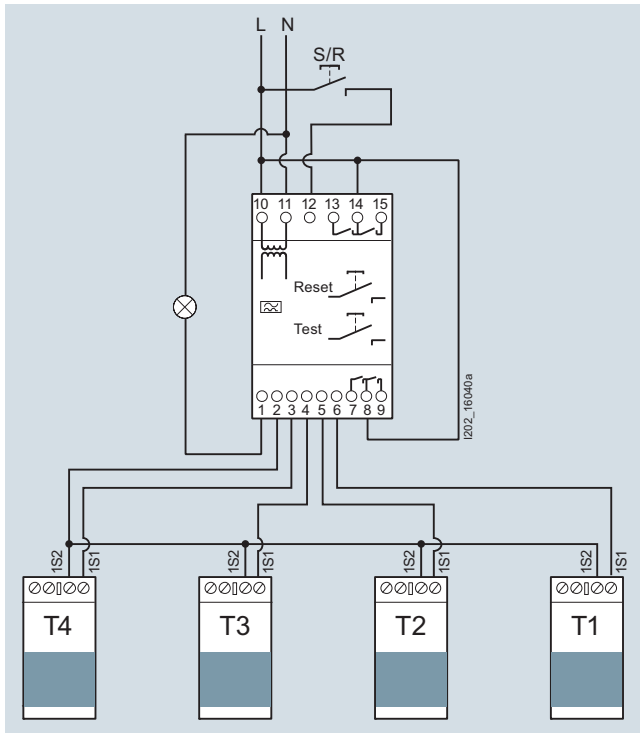 L N
S/R
10 11 12 13 14 15
Reset
Test
1 2 3 4 5 6 7 8 9
I202_16040a
1S2 1S1 1S2 1S1 1S2 1S1 1S2 1S1
T4 T3 T2 T1